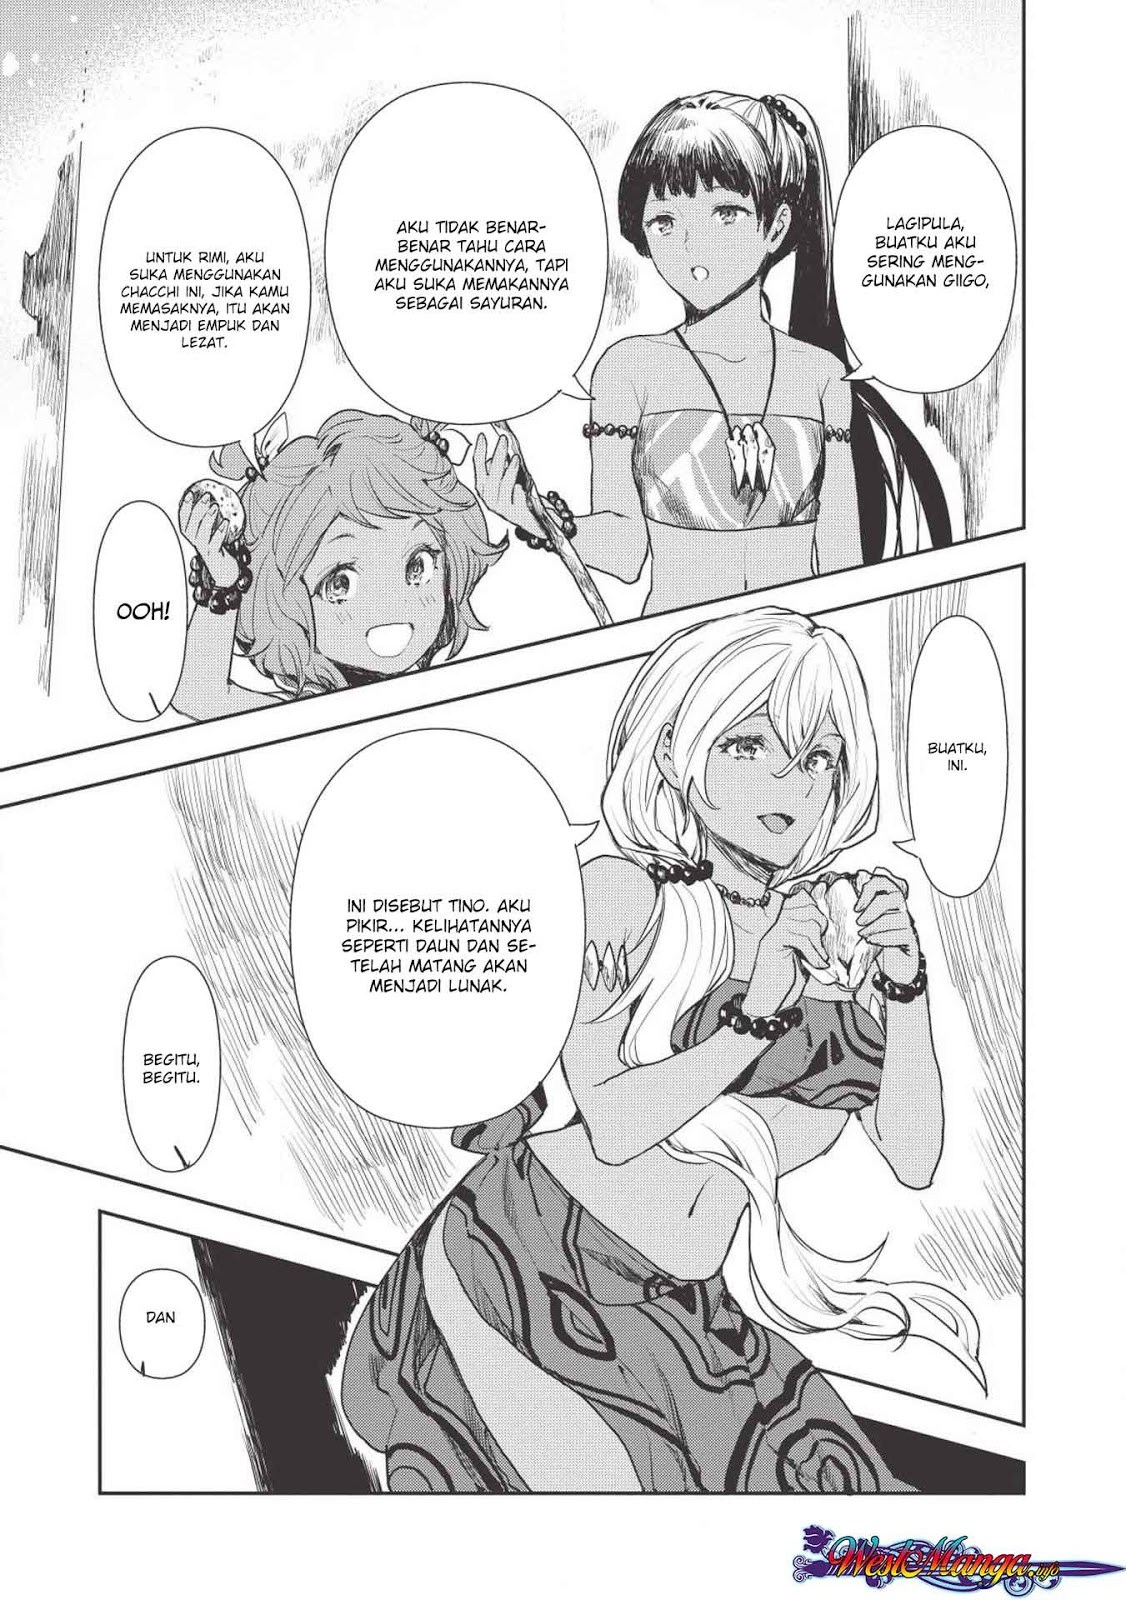 LAGIPULA,
BUATKU AKU
SERING MENG-
GUNAKAN GIIGO,
AKU TIDAK BENAR-
BENAR TAHU CARA
MENGGUNAKANNYA, TAPI
AKU SUKA MEMAKANNYA
SEBAGAI SAYURAN.
UNTUK RIMI, AKU
SUKA MENGGUNAKAN
CHACCHI INI, JIKA KAMU
MEMASAKNYA, ITU AKAN
MENJADI EMPUK DAN
LEZAT.
OOH!
BUATKU,
INI.
INI DISEBUT TINO. AKU
PIKIR... KELIHATANNYA
SEPERTI DAUN DAN SE-
TELAH MATANG AKAN
MENJADI LUNAK.
BEGITU,
BEGITU.
DAN
WestManga.info